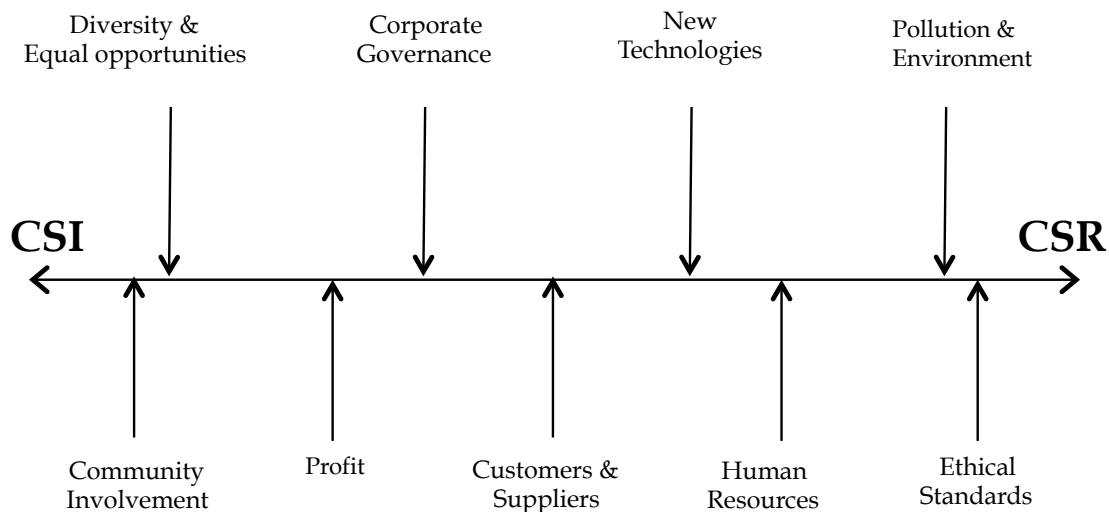 Diversity &
Equal opportunities
Corporate
Governance
New
Technologies
Pollution &
Environment
CSI
CSR
Community
Involvement
Profit
Customers &
Suppliers
Human
Resources
Ethical
Standards